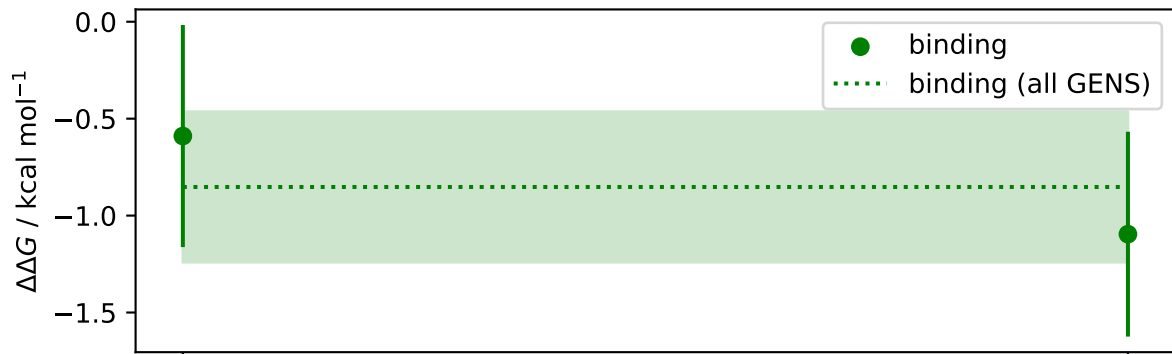 0.0
−0.5
−1.0
−1.5
ΔΔG / kcal mol⁻¹
binding
binding (all GENS)